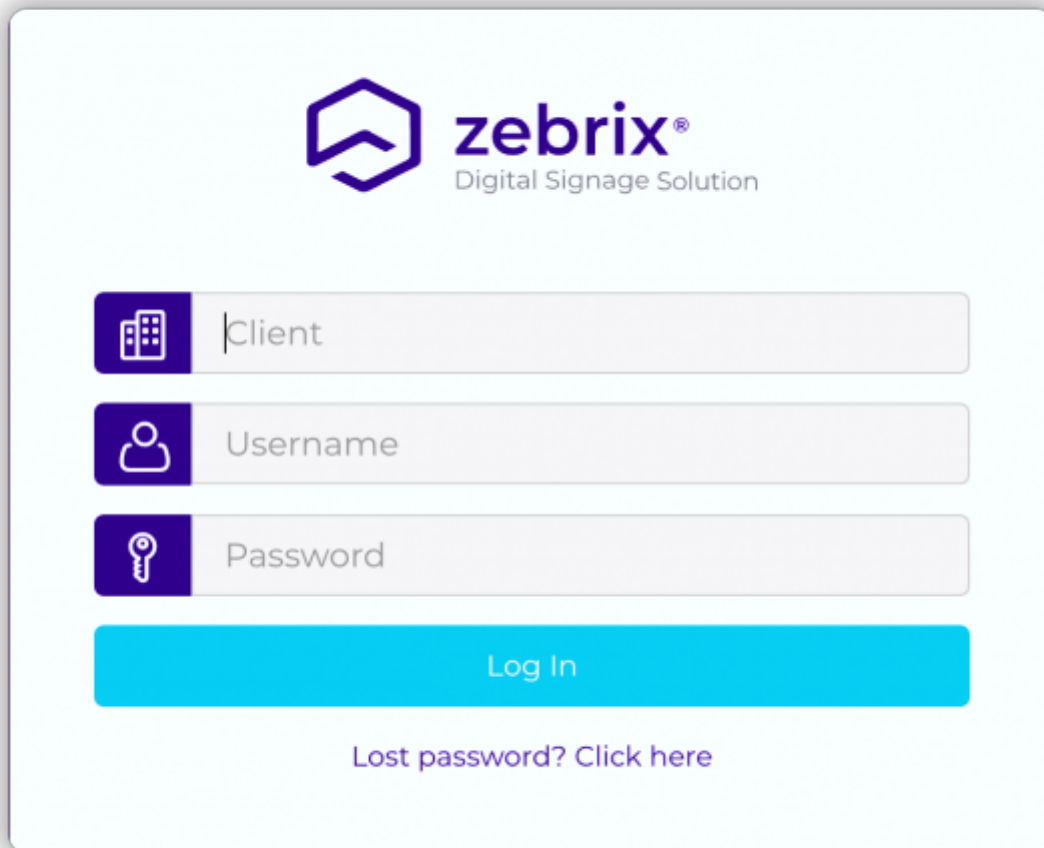 zebrix®
Digital Signage Solution
Client
Username
Password
Log In
Lost password? Click here